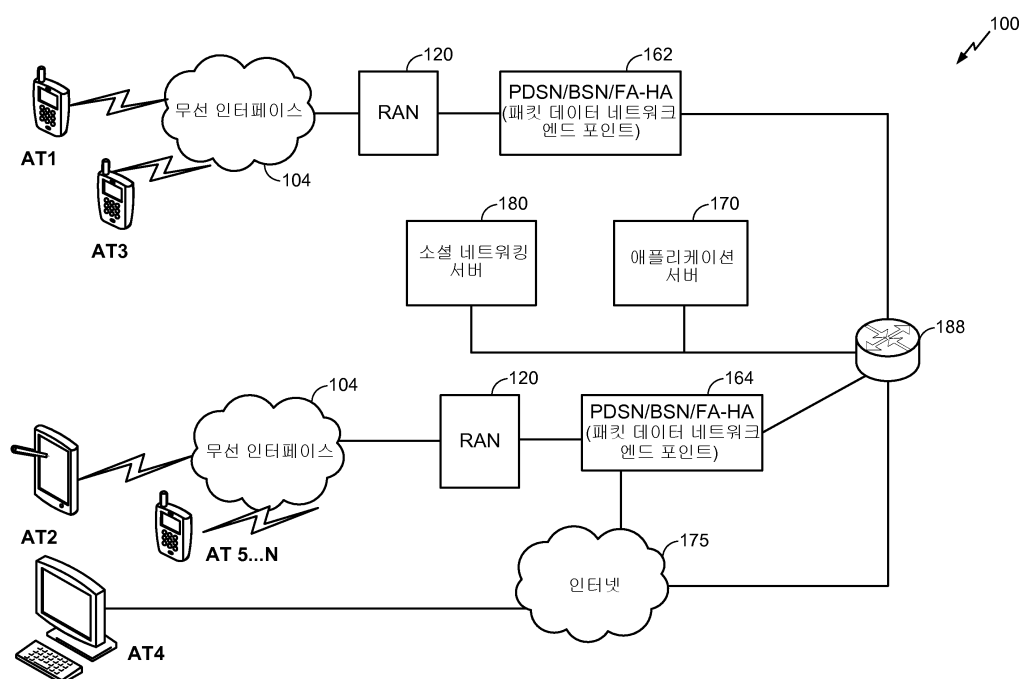 100
120
162
무선 인터페이스
RAN
PDSN/BSN/FA-HA
(패킷 데이터 네트워크
엔드 포인트)
AT1
104
AT3
180
170
소셜 네트워킹
서버
애플리케이션
서버
188
104
120
164
무선 인터페이스
RAN
PDSN/BSN/FA-HA
(패킷 데이터 네트워크
엔드 포인트)
AT2
AT 5...N
175
인터넷
AT4